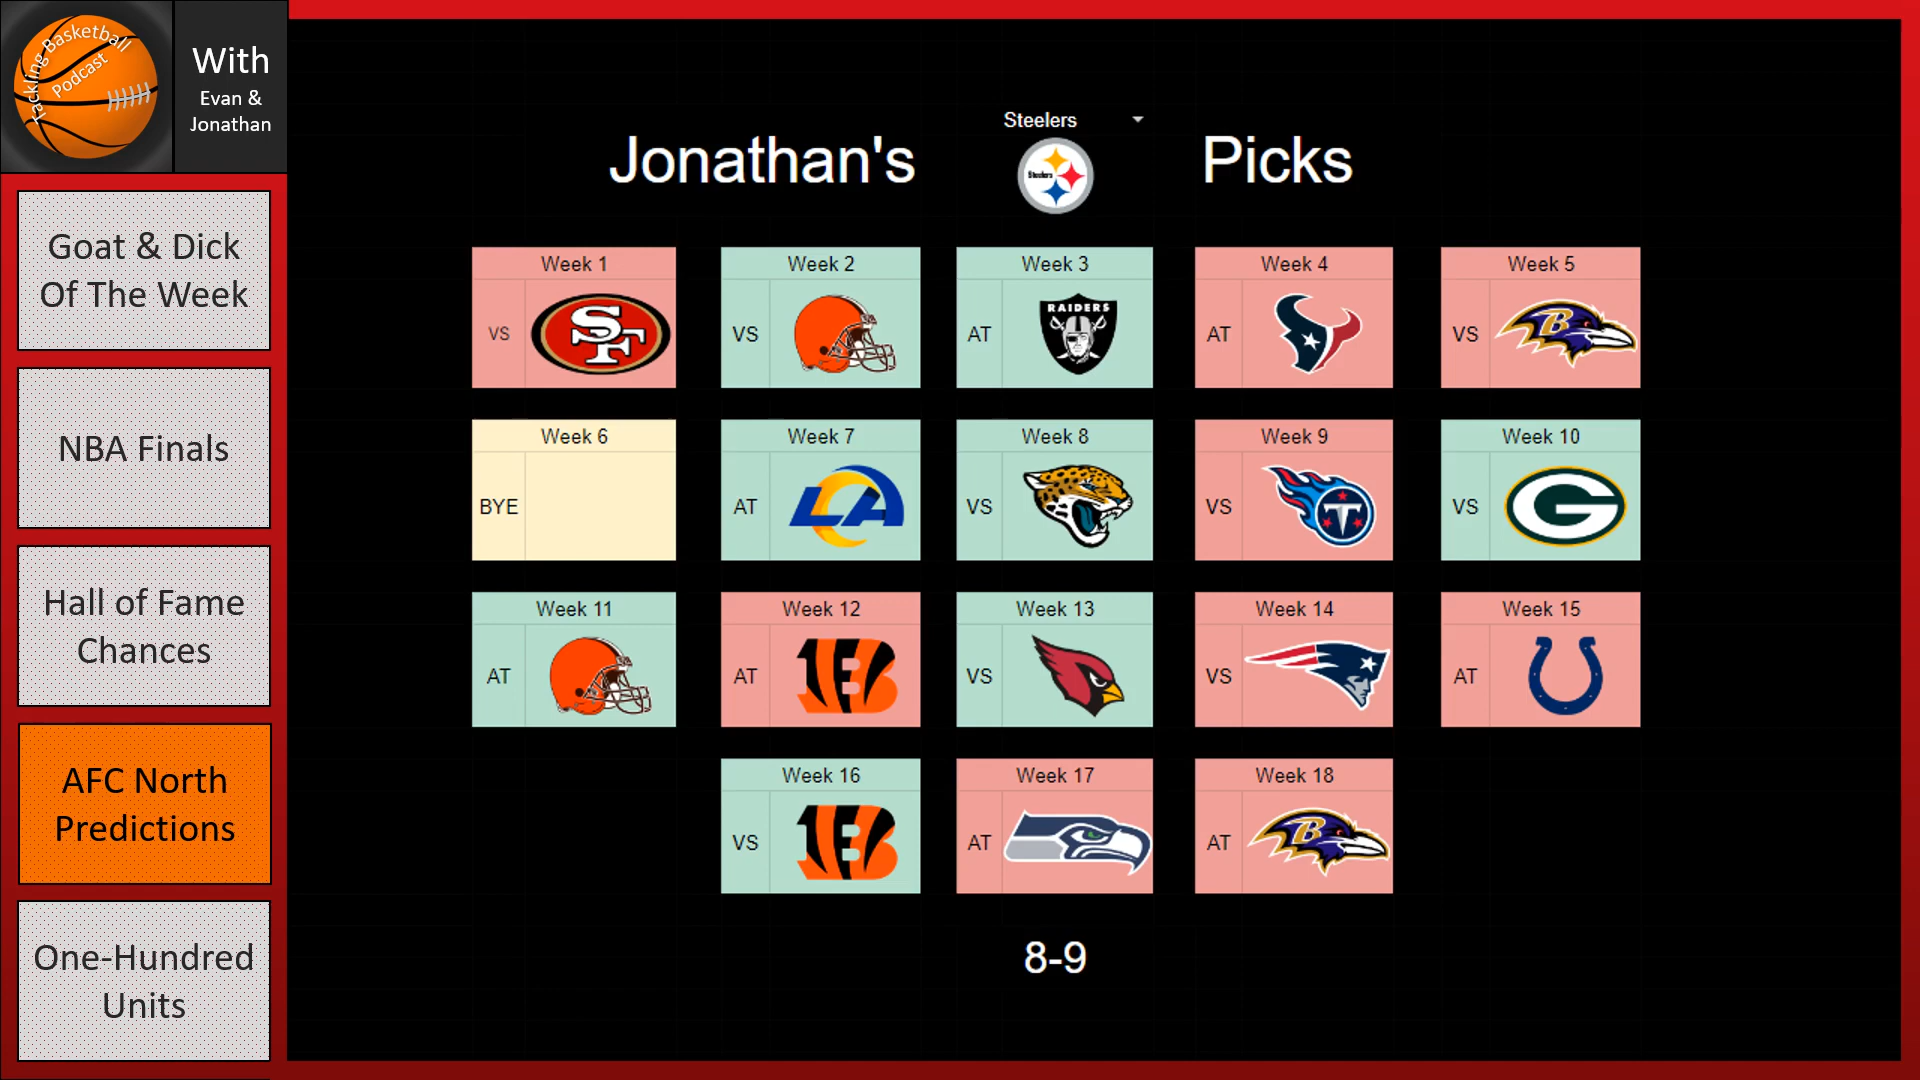 Tackling Basketball
Podcast
With
Evan &
Jonathan
Goat & Dick
Of The Week
NBA Finals
Hall of Fame
Chances
AFC North
Predictions
One-Hundred
Units
Steelers
Jonathan's
Steelers
Picks
Week 1
VS
SF
Week 2
VS
Week 3
AT
RAIDERS
Week 4
AT
Week 5
VS
B
Week 6
BYE
Week 7
AT
LA
Week 8
VS
Week 9
VS
T
Week 10
VS
G
Week 11
AT
Week 12
AT
B
Week 13
VS
Week 14
VS
Week 15
AT
Week 16
VS
B
Week 17
AT
Week 18
AT
B
8-9